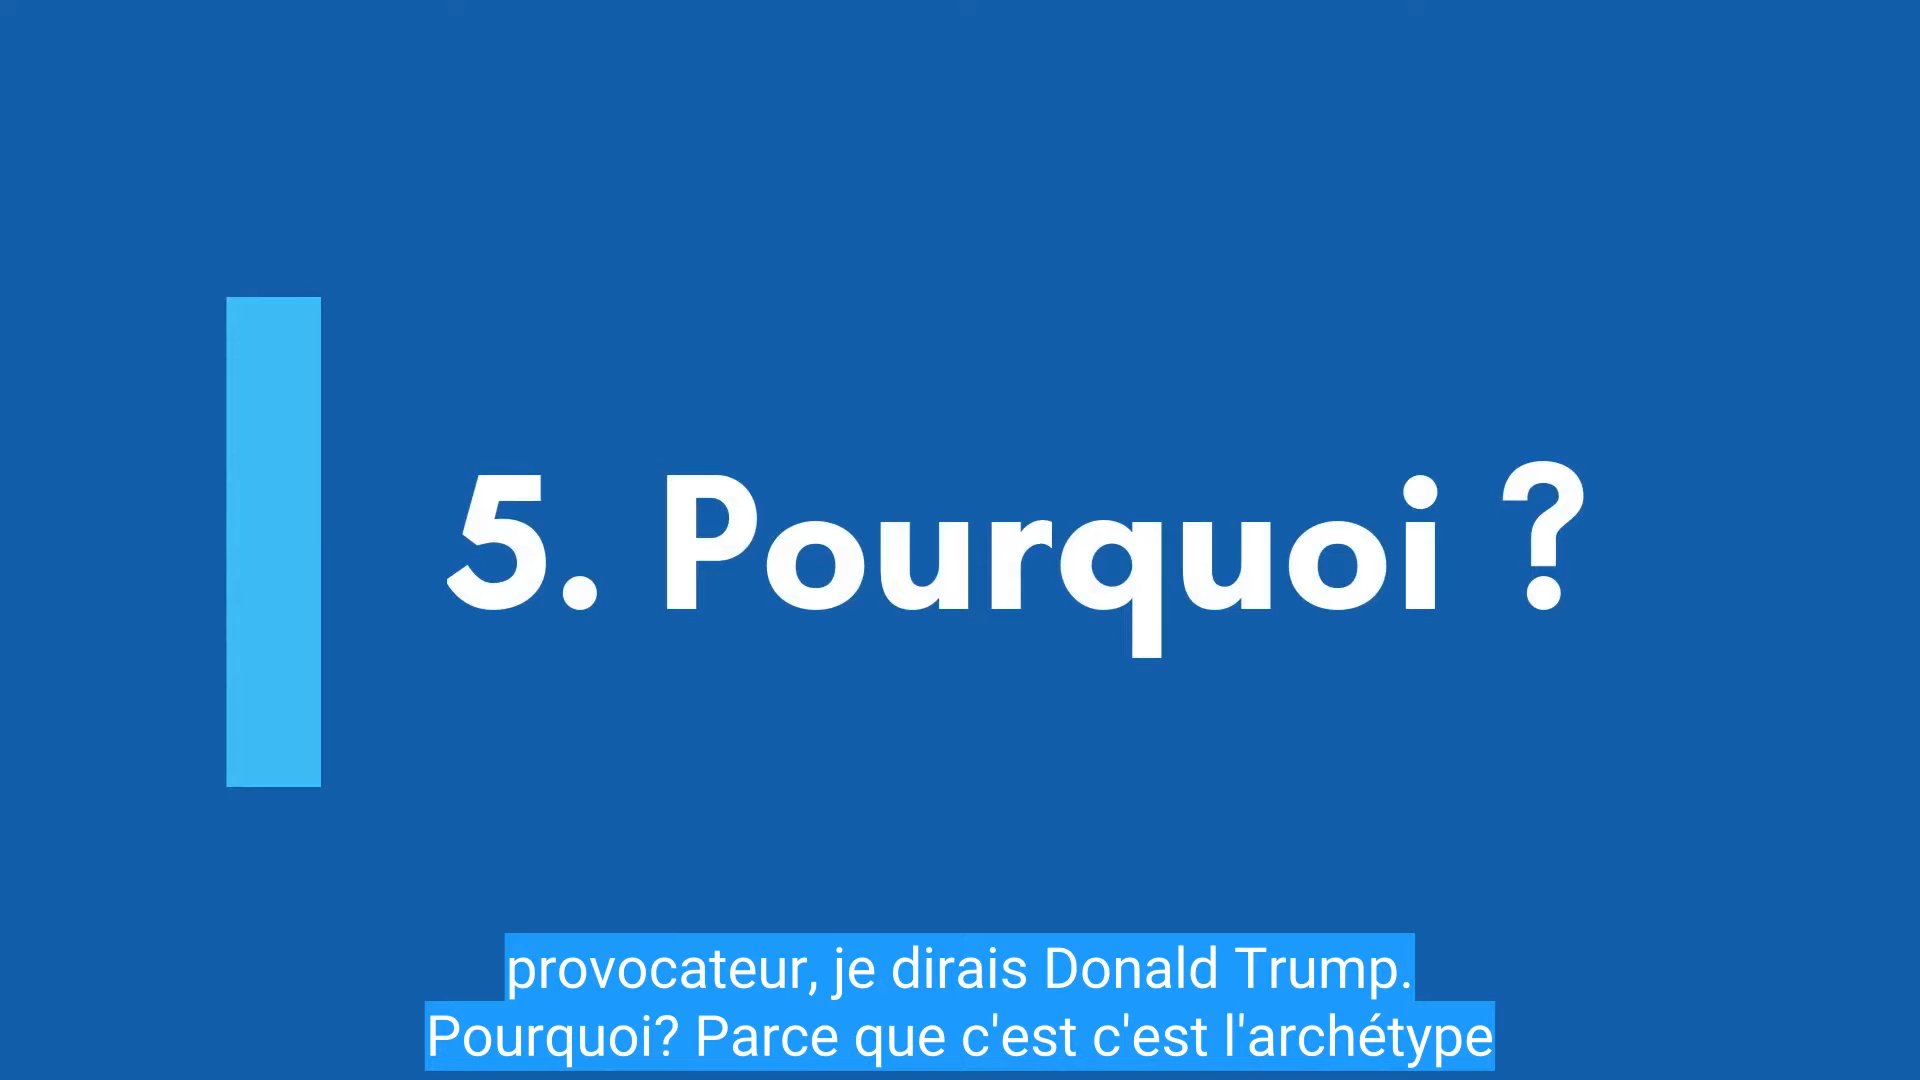 5. Pourquoi ?
provocateur, je dirais Donald Trump.
Pourquoi? Parce que c'est c'est l'archétype